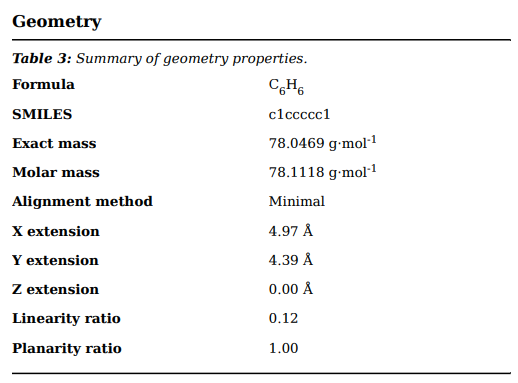 Geometry
Table 3: Summary of geometry properties.
Formula C₆H₆
SMILES c1ccccc1
Exact mass 78.0469 g·mol⁻¹
Molar mass 78.1118 g·mol⁻¹
Alignment method Minimal
X extension 4.97 Å
Y extension 4.39 Å
Z extension 0.00 Å
Linearity ratio 0.12
Planarity ratio 1.00